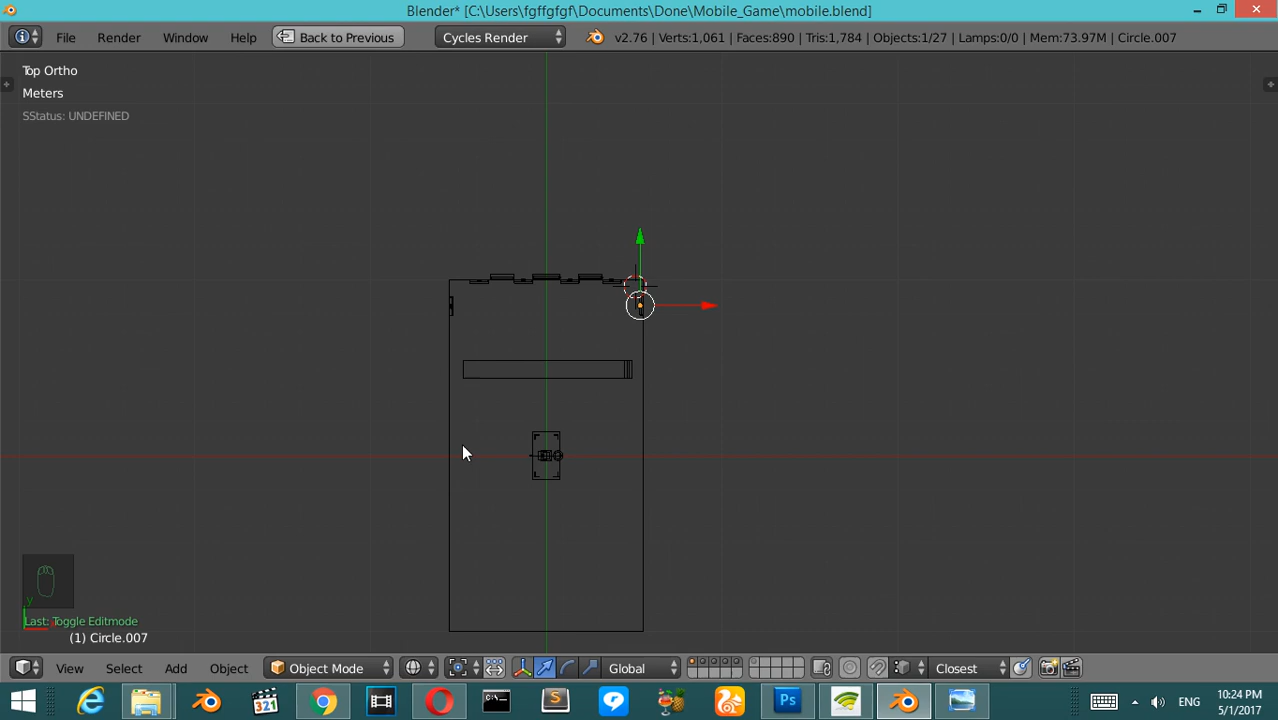 Blender* [C:\Users\fgffgfgf\Documents\Done\Mobile_Game\mobile.blend]
File Render Window Help Back to Previous Cycles Render v2.76 | Verts:1,061 | Faces:890 | Tris:1,784 | Objects:1/27 | Lamps:0/0 | Mem:73.97M | Circle.007
Top Ortho
Meters
SStatus: UNDEFINED
y
Last: Toggle Editmode
(1) Circle.007
View Select Add Object Object Mode Global Closest
321 S Ps ENG 10:24 PM
5/1/2017